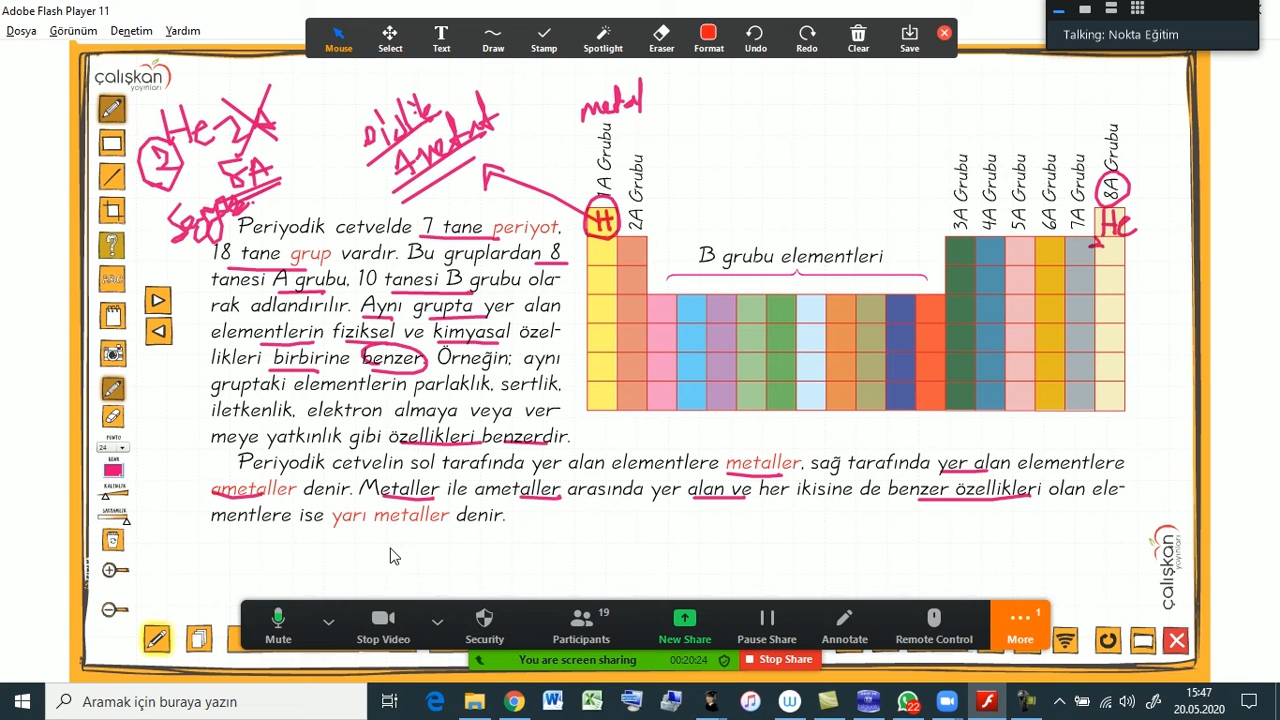 Adobe Flash Player 11
Dosya Görünüm Denetim Yardım
Mouse Select Text Draw Stamp Spotlight Eraser Format Undo Redo Clear Save
Talking: Nokta Eğitim
çalışkan
yayınları
He 2A
2
8A
Ametal
metal
1A Grubu
2A Grubu
3A Grubu
4A Grubu
5A Grubu
6A Grubu
7A Grubu
8A Grubu
H
He
B grubu elementleri
Periyodik cetvelde 7 tane periyot,
18 tane grup vardır. Bu gruplardan 8
tanesi A grubu, 10 tanesi B grubu ola-
rak adlandırılır. Aynı grupta yer alan
elementlerin fiziksel ve kimyasal özel-
likleri birbirine benzer. Örneğin; aynı
gruptaki elementlerin parlaklık, sertlik,
iletkenlik, elektron almaya veya ver-
meye yatkınlık gibi özellikleri benzerdir.
Periyodik cetvelin sol tarafında yer alan elementlere metaller, sağ tarafında yer alan elementlere
ametaller denir. Metaller ile ametaller arasında yer alan ve her ikisine de benzer özellikleri olan ele-
mentlere ise yarı metaller denir.
24
çalışkan
yayınları
Mute Stop Video Security Participants 19 New Share Pause Share Annotate Remote Control More 1
You are screen sharing 00:20:24 Stop Share
Aramak için buraya yazın
22
15:47
20.05.2020